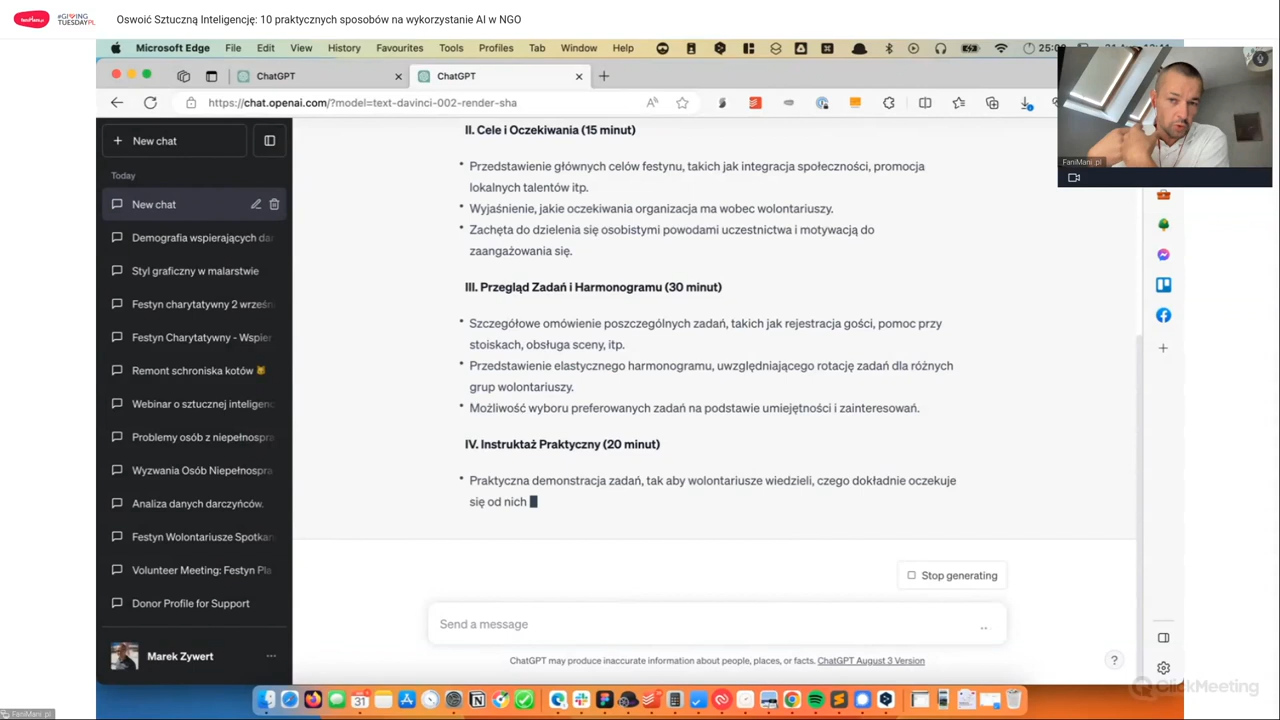 faniMani.pl #GIVING TUESDAYPL Oswoić Sztuczną Inteligencję: 10 praktycznych sposobów na wykorzystanie AI w NGO
Microsoft Edge File Edit View History Favourites Tools Profiles Tab Window Help
ChatGPT
ChatGPT
https://chat.openai.com/?model=text-davinci-002-render-sha
FaniMani .pl
New chat
Today
New chat
Demografia wspierających
Styl graficzny w malarstwie
Festyn charytatywny 2
Festyn Charytatywny -
Remont schroniska kotów
Webinar o sztucznej
Problemy osób z
Wyzwania Osób
Analiza danych darczyńców.
Festyn Wolontariusze
Volunteer Meeting: Festyn
Donor Profile for Support
Marek Zywert
II. Cele i Oczekiwania (15 minut)
• Przedstawienie głównych celów festynu, takich jak integracja społeczności, promocja
lokalnych talentów itp.
• Wyjaśnienie, jakie oczekiwania organizacja ma wobec wolontariuszy.
• Zachęta do dzielenia się osobistymi powodami uczestnictwa i motywacją do
zaangażowania się.
III. Przegląd Zadań i Harmonogramu (30 minut)
• Szczegółowe omówienie poszczególnych zadań, takich jak rejestracja gości, pomoc przy
stoiskach, obsługa sceny, itp.
• Przedstawienie elastycznego harmonogramu, uwzględniającego rotację zadań dla różnych
grup wolontariuszy.
• Możliwość wyboru preferowanych zadań na podstawie umiejętności i zainteresowań.
IV. Instruktaż Praktyczny (20 minut)
• Praktyczna demonstracja zadań, tak aby wolontariusze wiedzieli, czego dokładnie oczekuje
się od nich
Stop generating
Send a message
ChatGPT may produce inaccurate information about people, places, or facts. ChatGPT August 3 Version
?
ClickMeeting
FaniMani .pl